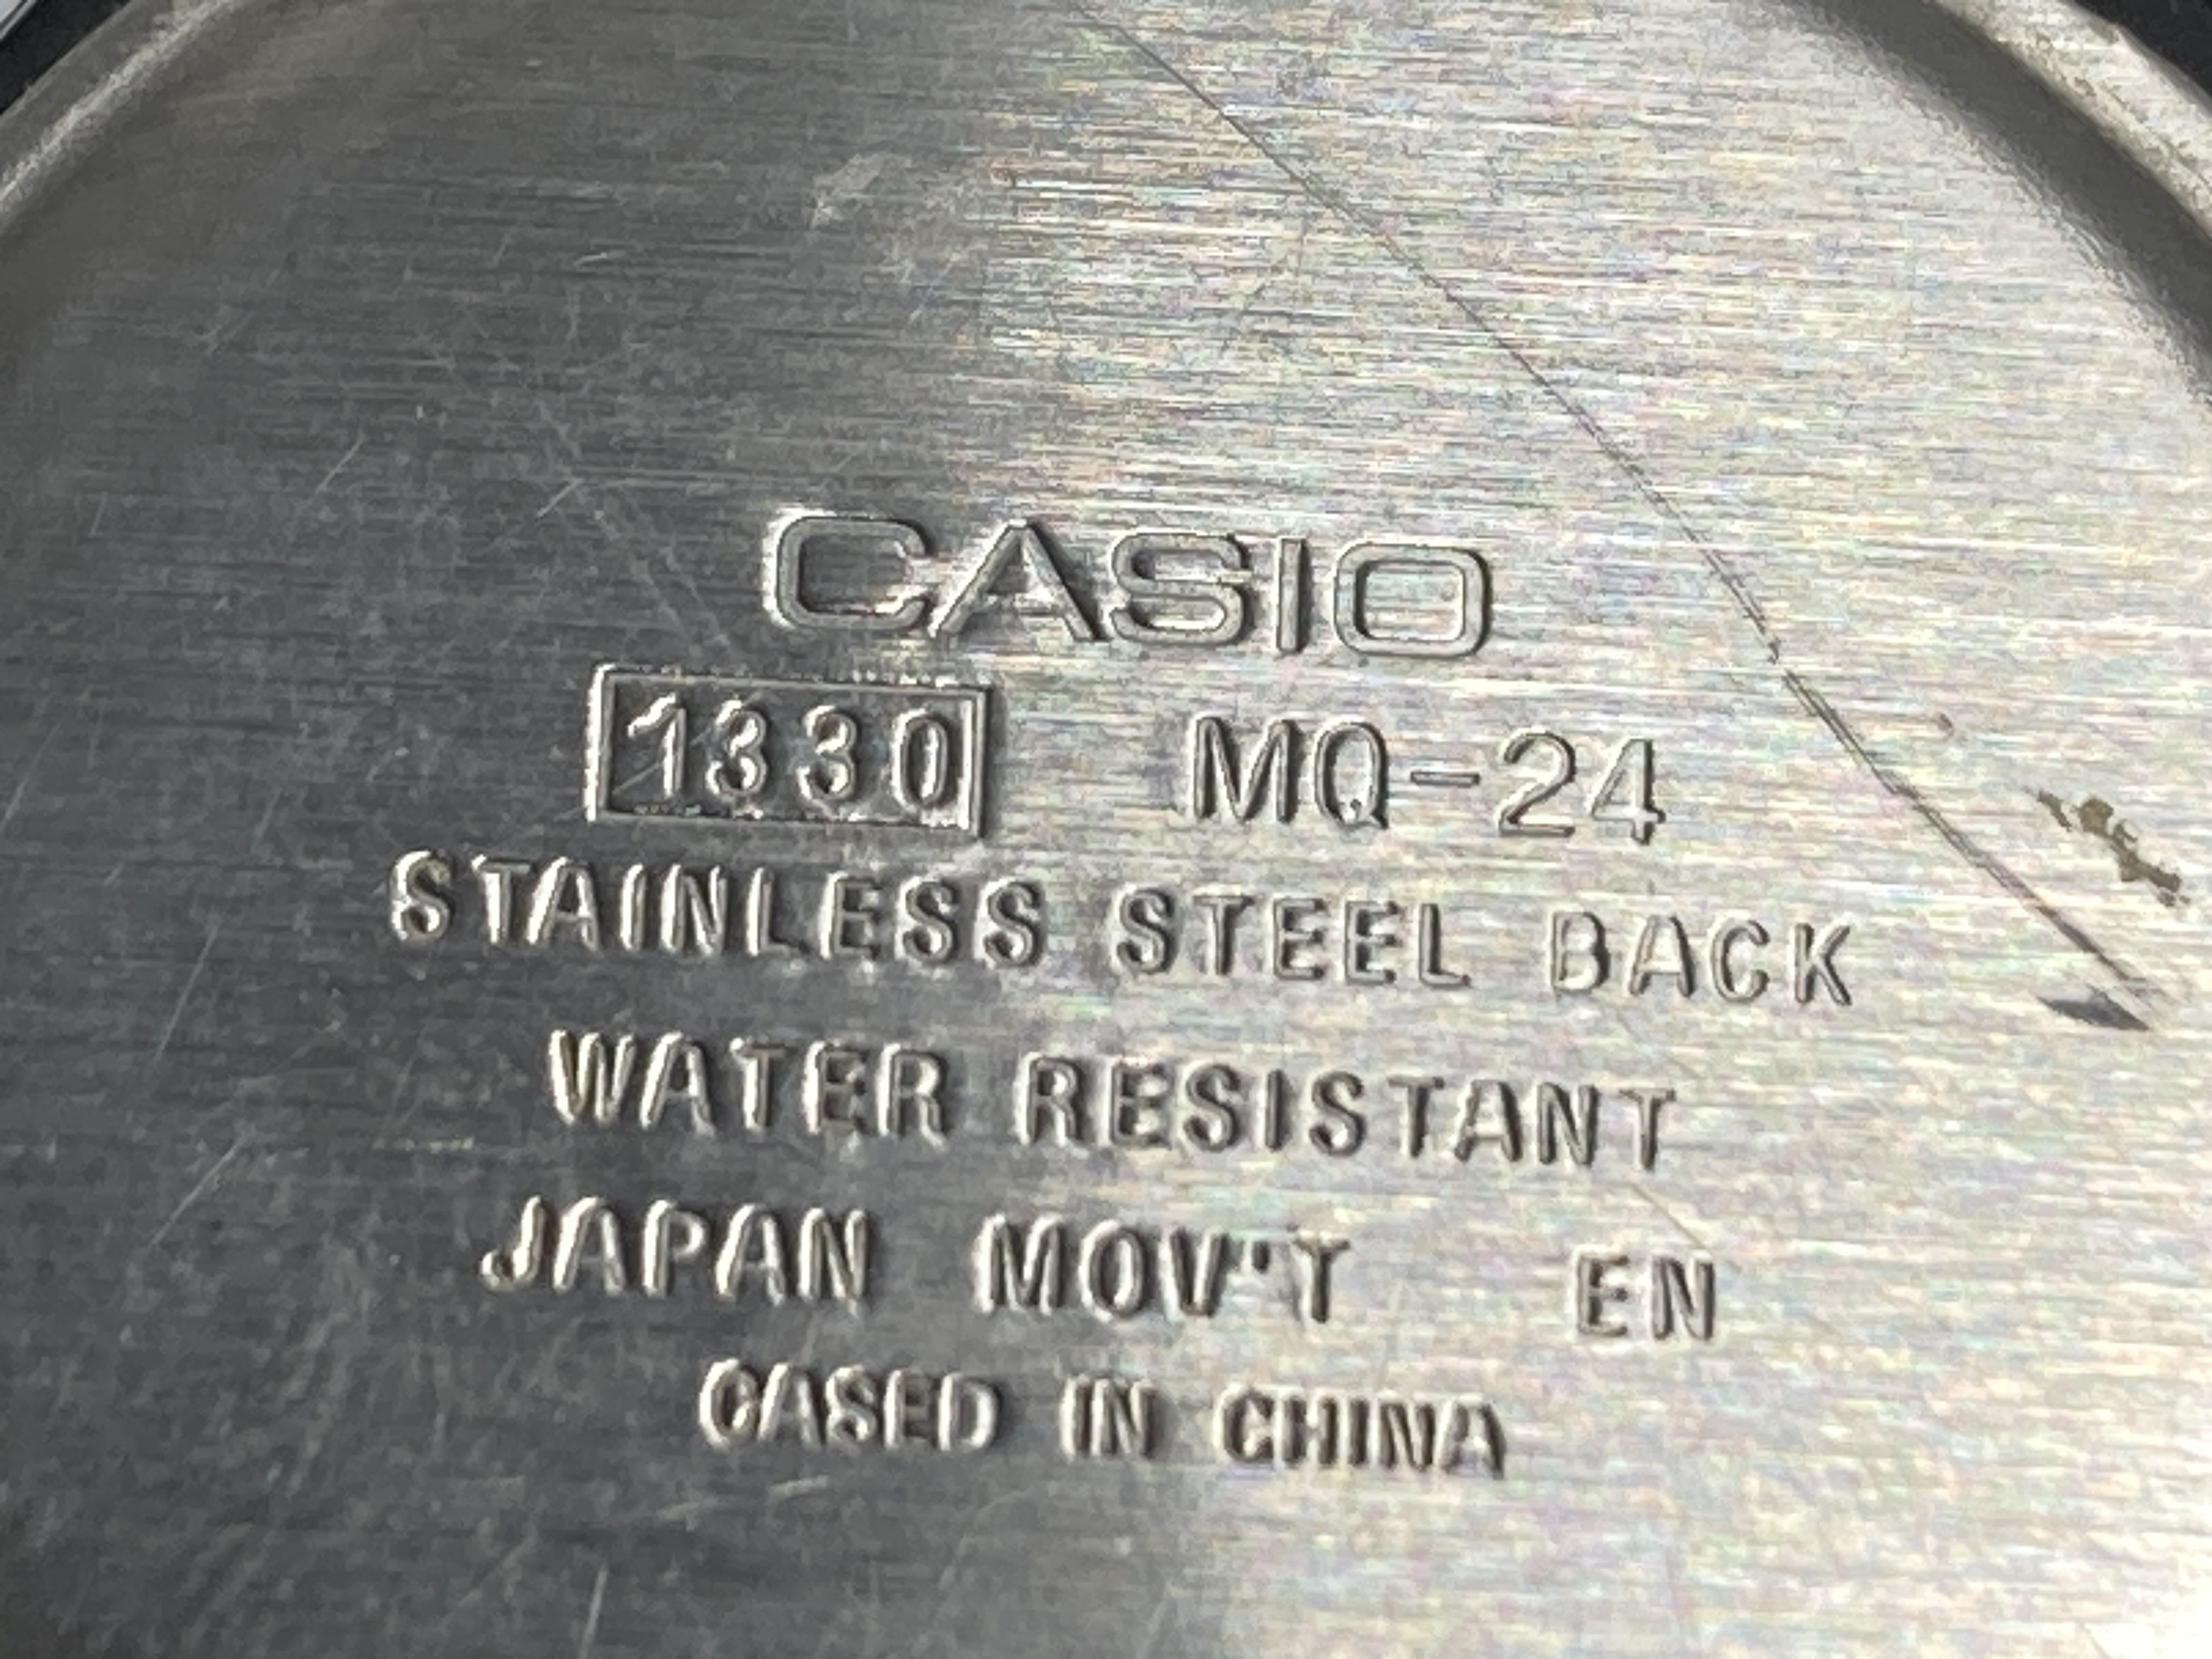 CASIO
1330 MQ-24
STAINLESS STEEL BACK
WATER RESISTANT
JAPAN MOV'T EN
CASED IN CHINA